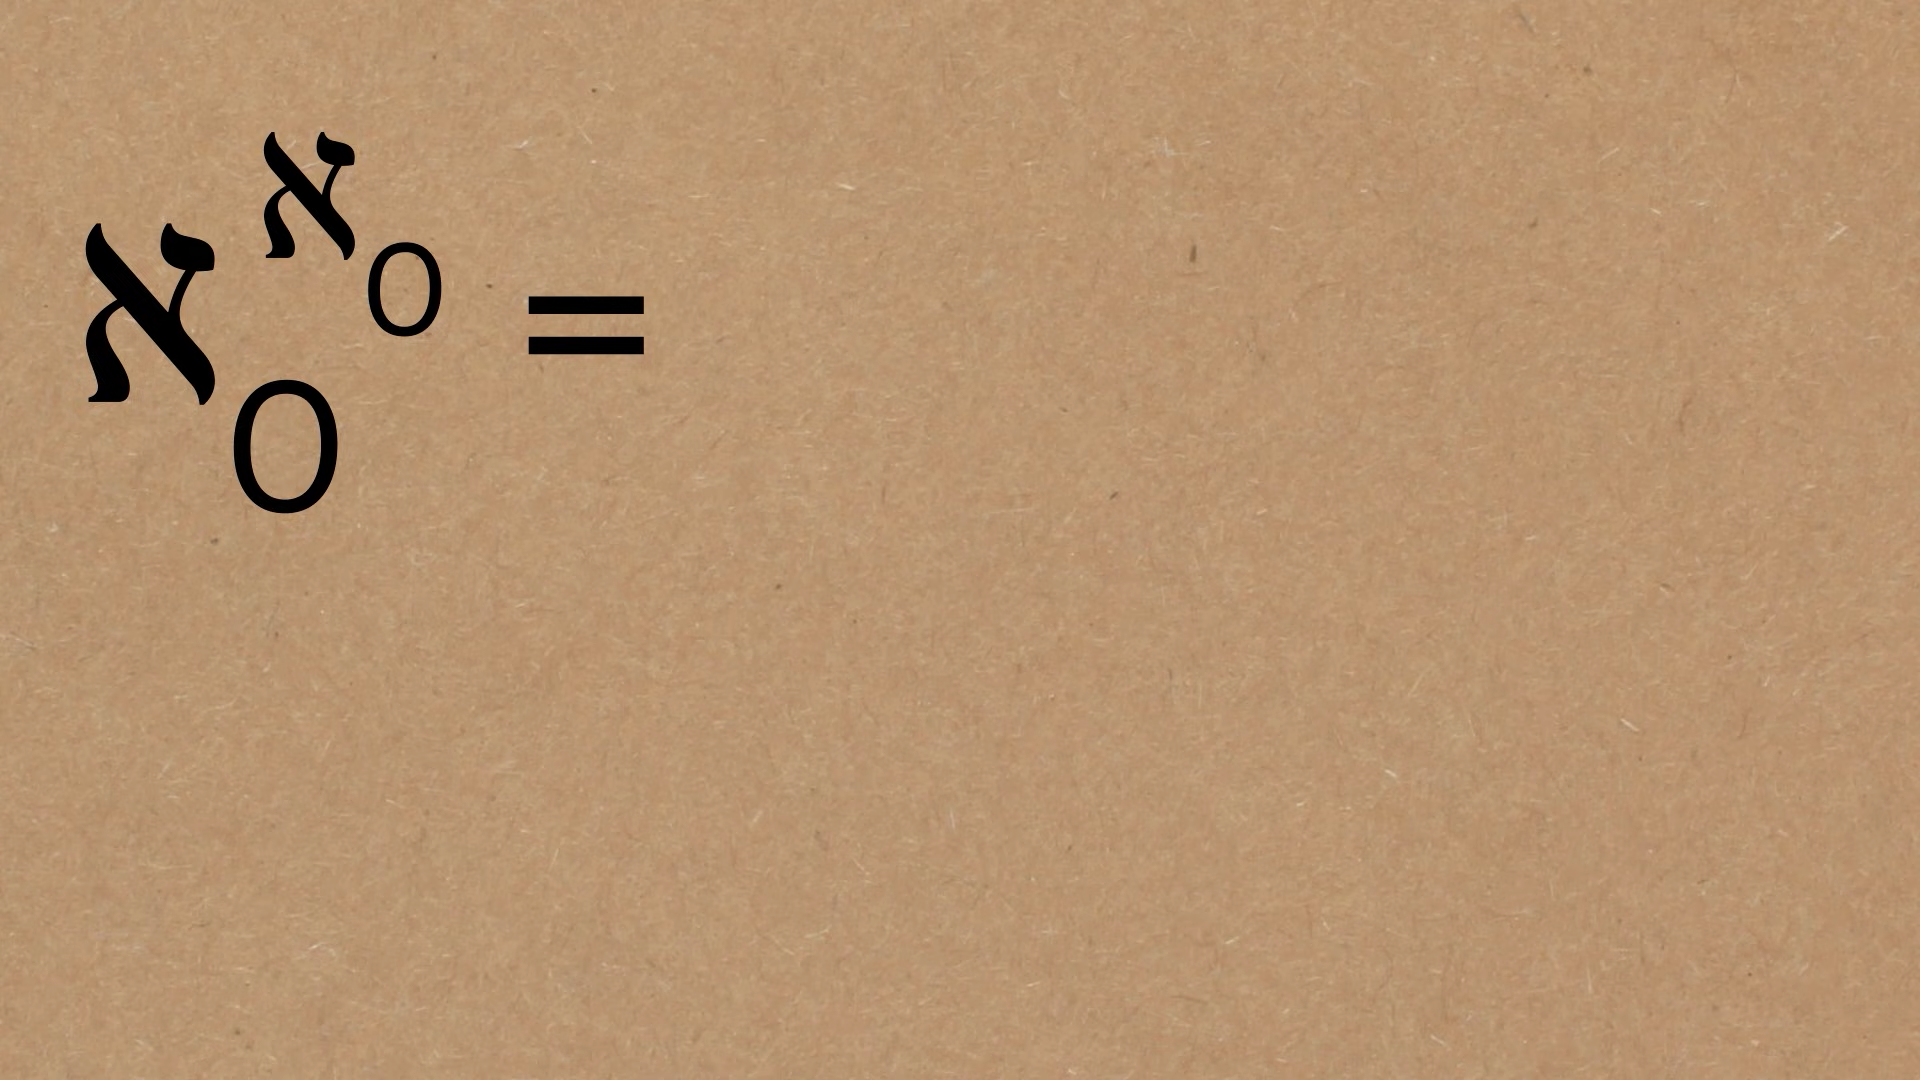 ℵ₀^ℵ₀ =